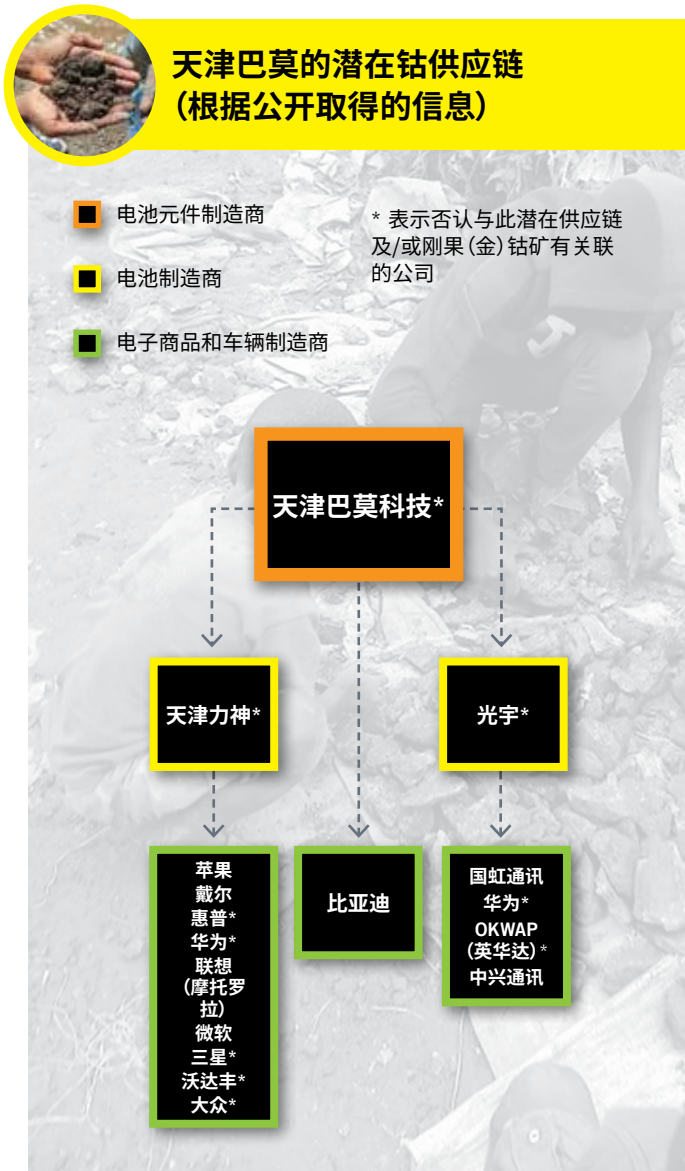 天津巴莫的潜在钴供应链
（根据公开取得的信息）
电池元件制造商
电池制造商
电子商品和车辆制造商
* 表示否认与此潜在供应链
及/或刚果（金）钴矿有关联
的公司
天津巴莫科技*
天津力神*
光宇*
苹果
戴尔
惠普*
华为*
联想
（摩托罗
拉）
微软
三星*
沃达丰*
大众*
比亚迪
国虹通讯
华为*
OKWAP
（英华达）*
中兴通讯